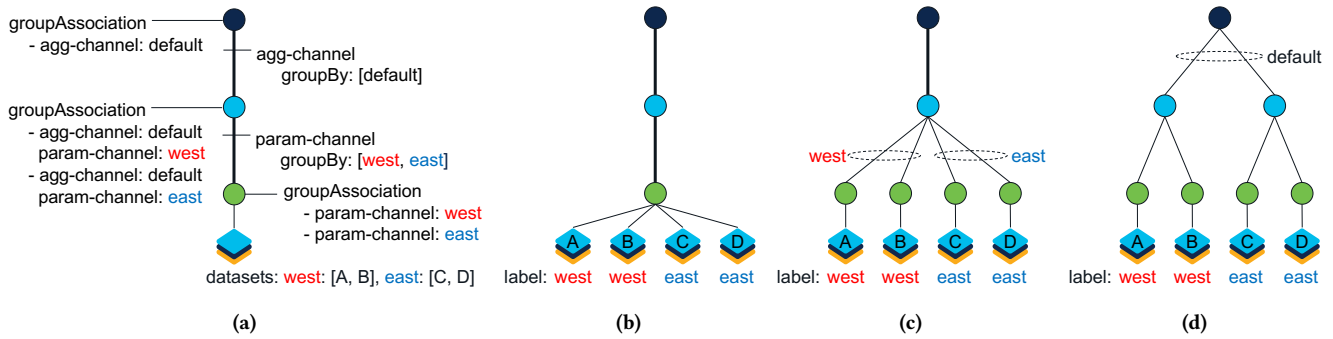 groupAssociation
- agg-channel: default
agg-channel
groupBy: [default]
groupAssociation
- agg-channel: default
param-channel: west
- agg-channel: default
param-channel: east
param-channel
groupBy: [west, east]
groupAssociation
- param-channel: west
- param-channel: east
datasets: west: [A, B], east: [C, D]
(a)
A B C D
label: west west east east
(b)
west east
A B C D
label: west west east east
(c)
default
A B C D
label: west west east east
(d)